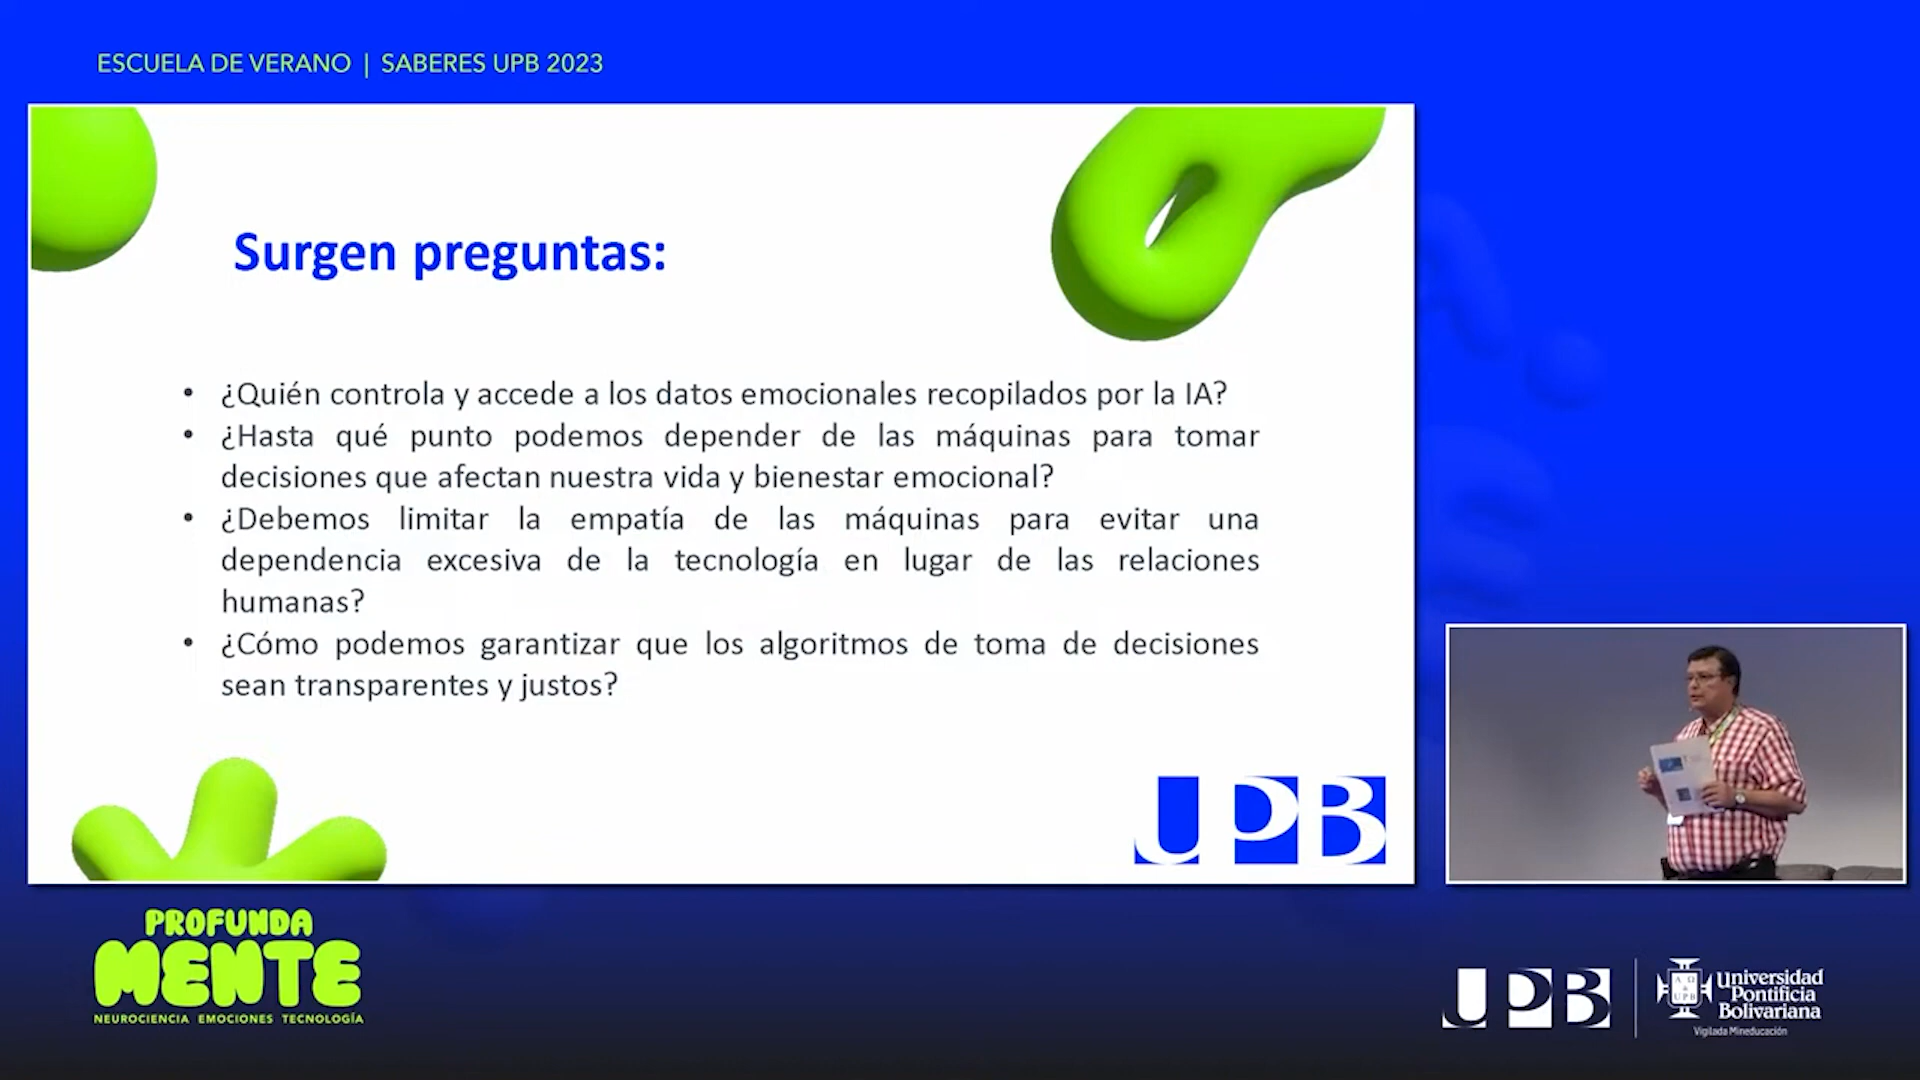 ESCUELA DE VERANO | SABERES UPB 2023
Surgen preguntas:
• ¿Quién controla y accede a los datos emocionales recopilados por la IA?
• ¿Hasta qué punto podemos depender de las máquinas para tomar
decisiones que afectan nuestra vida y bienestar emocional?
• ¿Debemos limitar la empatía de las máquinas para evitar una
dependencia excesiva de la tecnología en lugar de las relaciones
humanas?
• ¿Cómo podemos garantizar que los algoritmos de toma de decisiones
sean transparentes y justos?
UPB
PROFUNDA
MENTE
NEUROCIENCIA EMOCIONES TECNOLOGÍA
UPB
Universidad
Pontificia
Bolivariana
Vigilada Mineducación